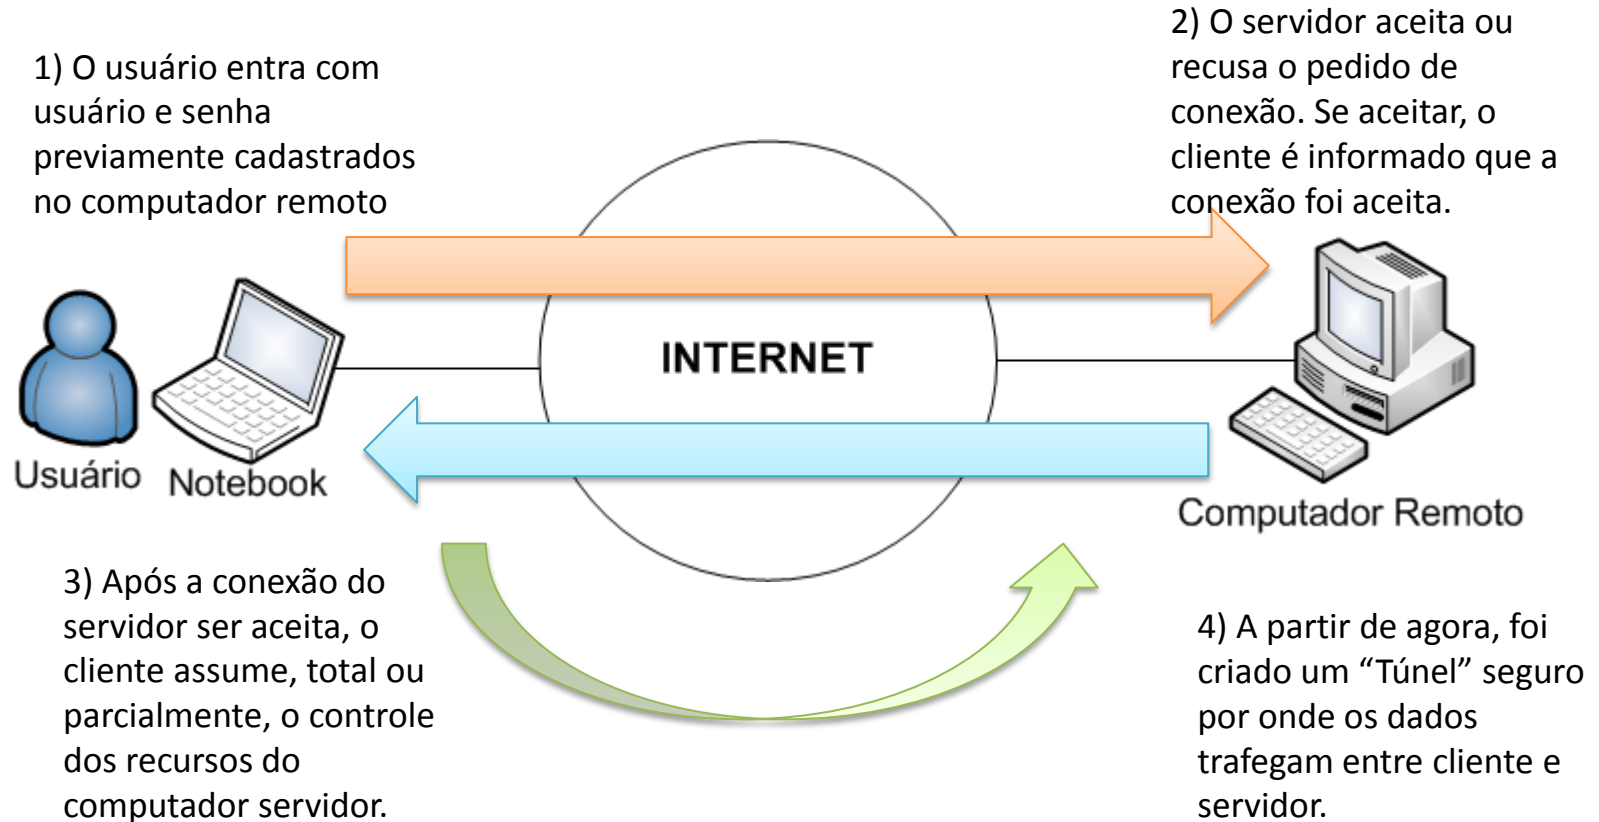 1) O usuário entra com
usuário e senha
previamente cadastrados
no computador remoto
2) O servidor aceita ou
recusa o pedido de
conexão. Se aceitar, o
cliente é informado que a
conexão foi aceita.
INTERNET
Usuário
Notebook
Computador Remoto
3) Após a conexão do
servidor ser aceita, o
cliente assume, total ou
parcialmente, o controle
dos recursos do
computador servidor.
4) A partir de agora, foi
criado um “Túnel” seguro
por onde os dados
trafegam entre cliente e
servidor.